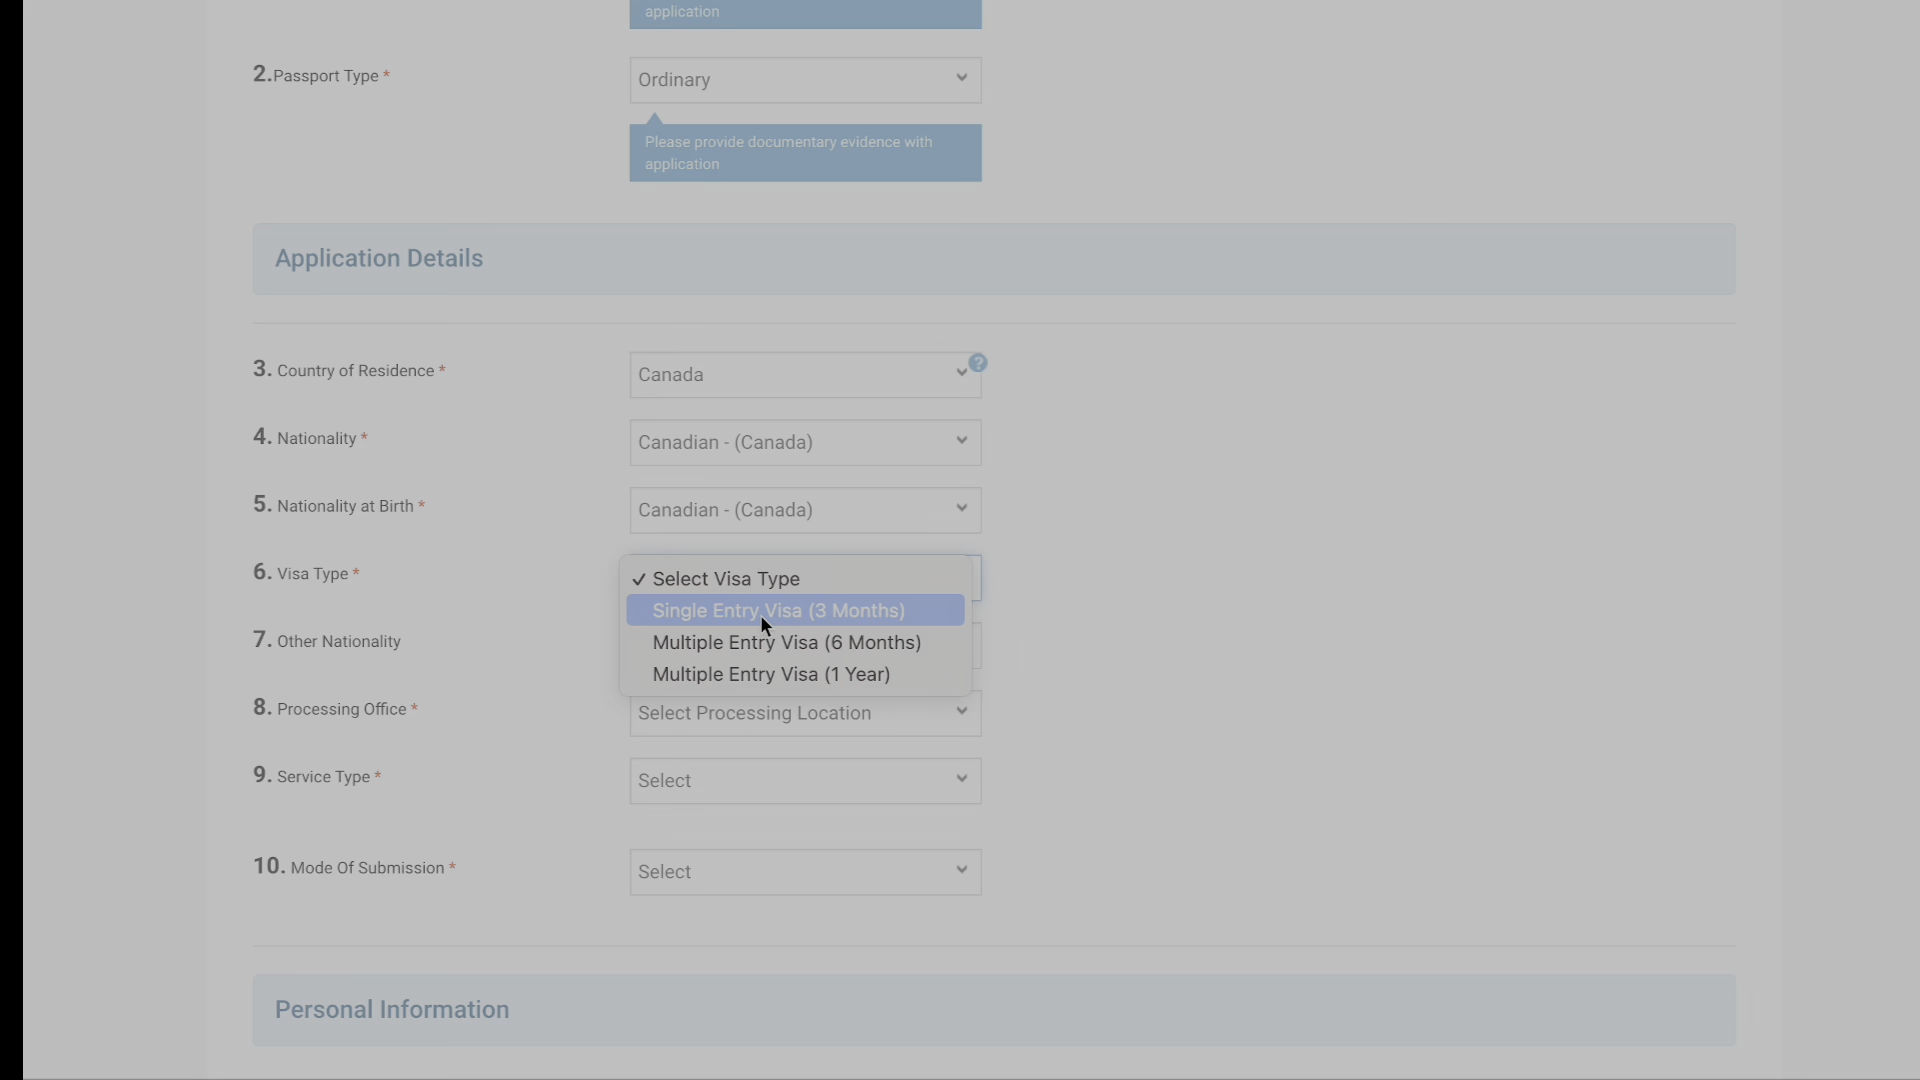 application
2.Passport Type *
Ordinary
Please provide documentary evidence with
application
Application Details
3. Country of Residence *
Canada
?
4. Nationality *
Canadian - (Canada)
5. Nationality at Birth *
Canadian - (Canada)
6. Visa Type *
✓ Select Visa Type
Single Entry Visa (3 Months)
Multiple Entry Visa (6 Months)
Multiple Entry Visa (1 Year)
7. Other Nationality
8. Processing Office *
Select Processing Location
9. Service Type *
Select
10. Mode Of Submission *
Select
Personal Information